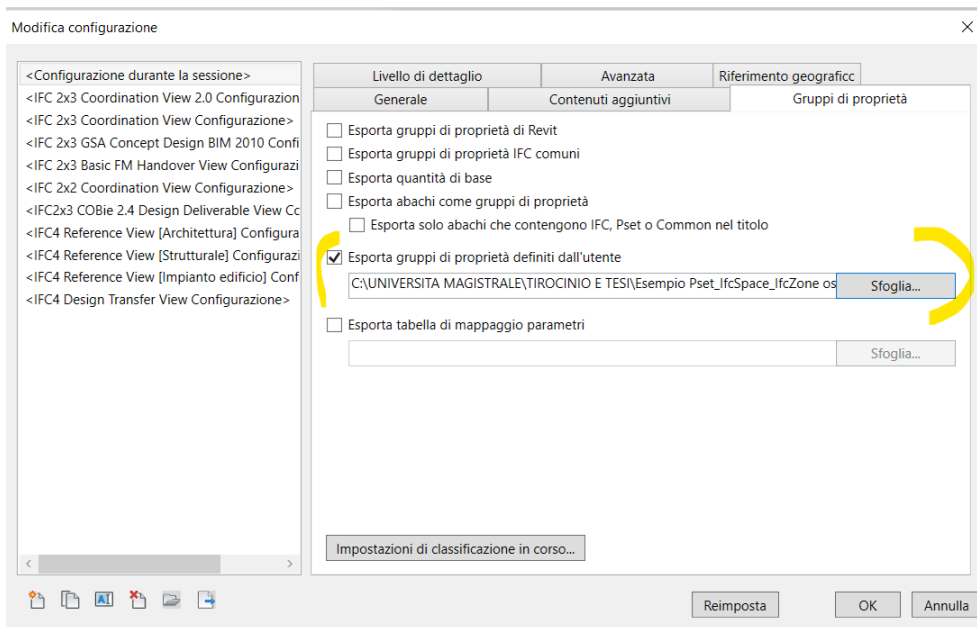 Modifica configurazione
<Configurazione durante la sessione>
<IFC 2x3 Coordination View 2.0 Configurazion
<IFC 2x3 Coordination View Configurazione>
<IFC 2x3 GSA Concept Design BIM 2010 Confi
<IFC 2x3 Basic FM Handover View Configurazi
<IFC 2x2 Coordination View Configurazione>
<IFC2x3 COBie 2.4 Design Deliverable View Cc
<IFC4 Reference View [Architettura] Configura
<IFC4 Reference View [Strutturale] Configurazi
<IFC4 Reference View [Impianto edificio] Conf
<IFC4 Design Transfer View Configurazione>
Livello di dettaglio
Avanzata
Riferimento geograficc
Generale
Contenuti aggiuntivi
Gruppi di proprietà
Esporta gruppi di proprietà di Revit
Esporta gruppi di proprietà IFC comuni
Esporta quantità di base
Esporta abachi come gruppi di proprietà
Esporta solo abachi che contengono IFC, Pset o Common nel titolo
Esporta gruppi di proprietà definiti dall'utente
C:\UNIVERSITA MAGISTRALE\TIROCINIO E TESI\Esempio Pset_IfcSpace_IfcZone os
Sfoglia...
Esporta tabella di mappaggio parametri
Sfoglia...
Impostazioni di classificazione in corso...
Reimposta
OK
Annulla